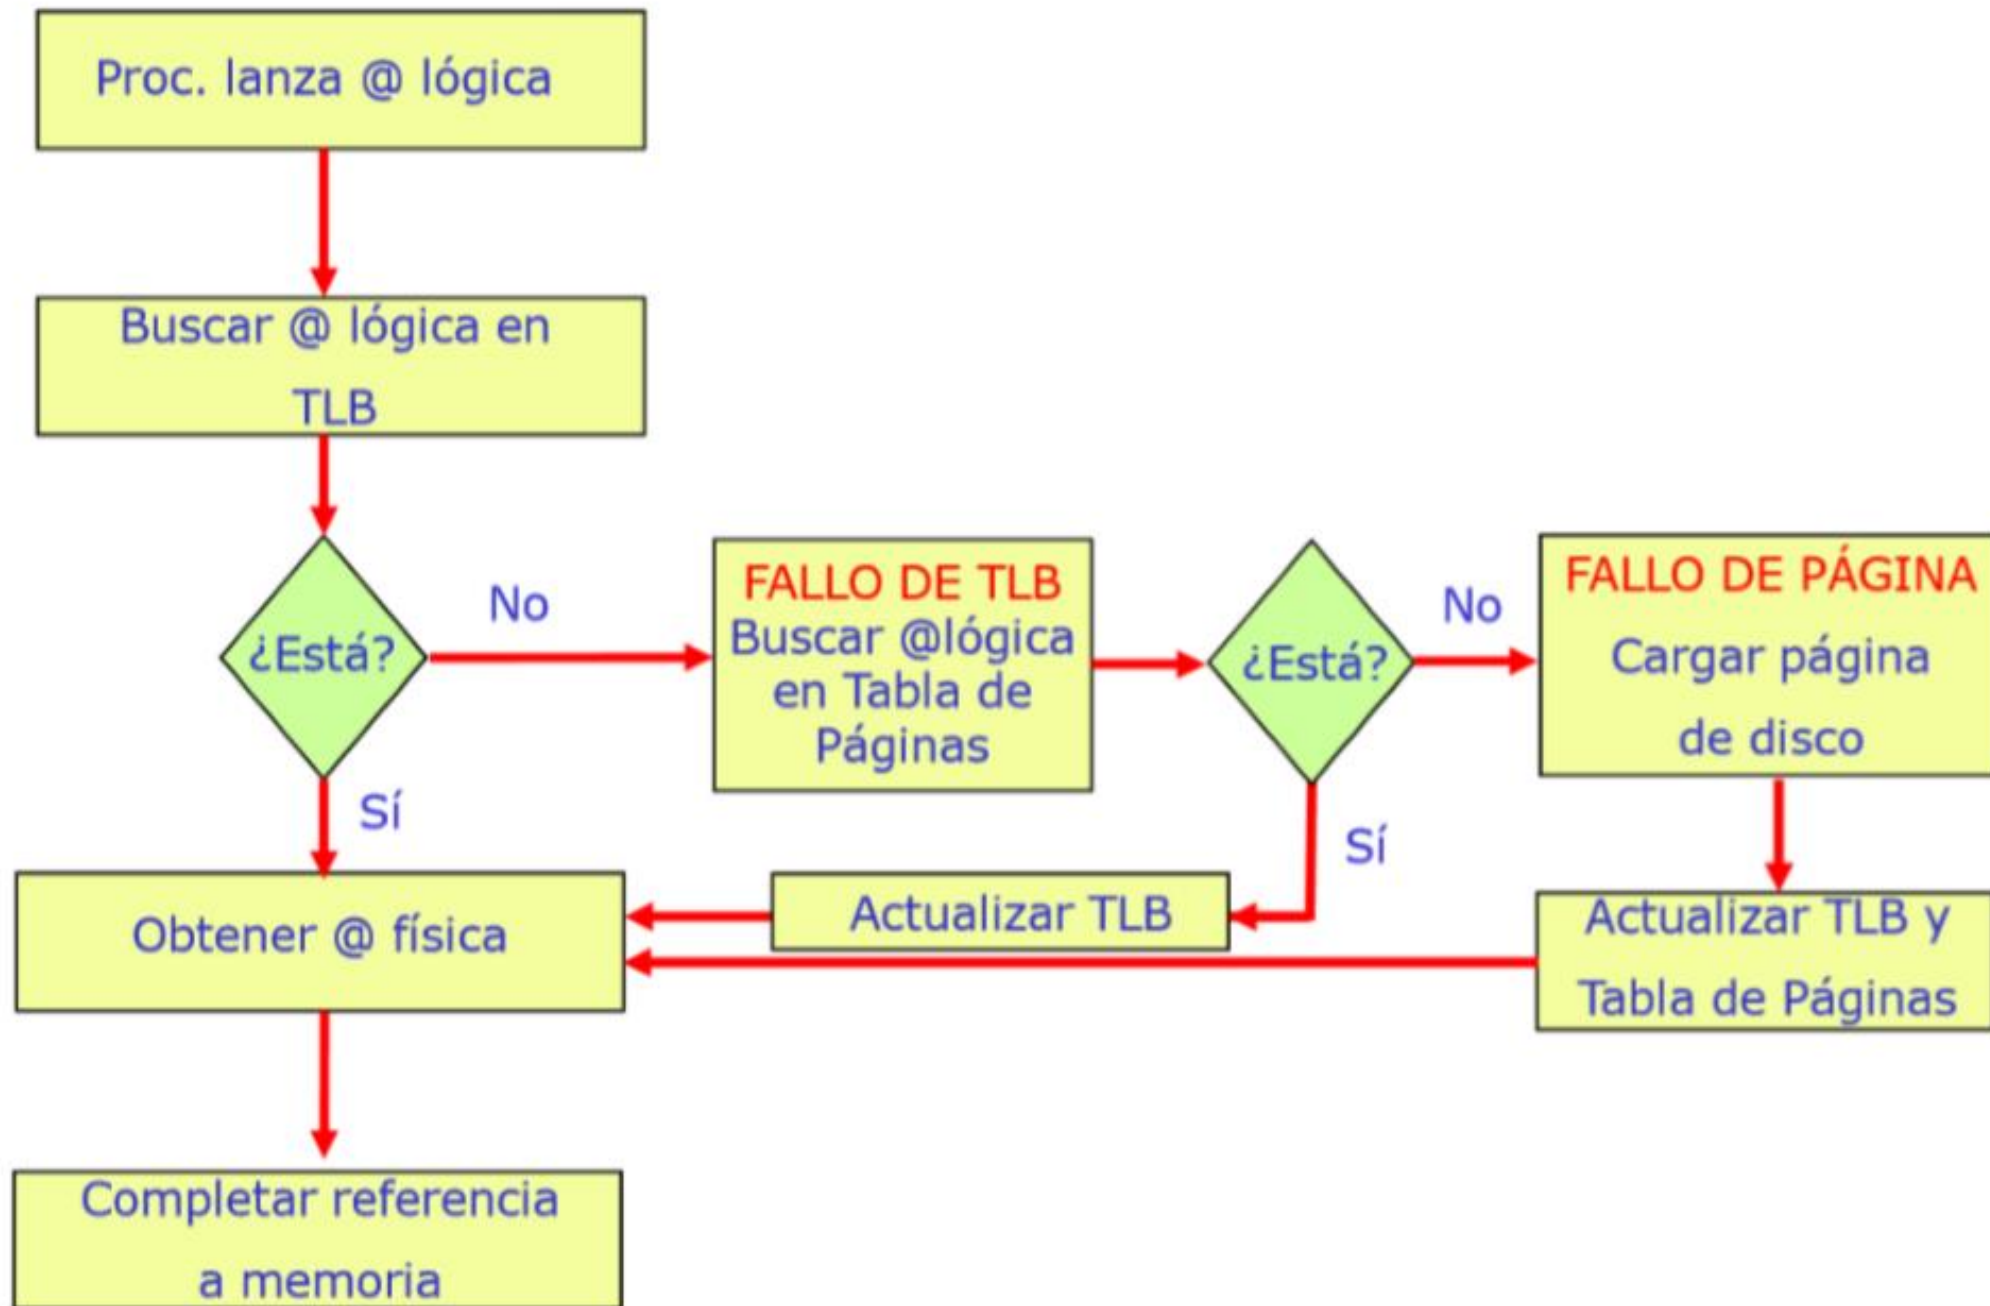 Proc. lanza @ lógica
Buscar @ lógica en
TLB
¿Está?
No
FALLO DE TLB
Buscar @lógica
en Tabla de
Páginas
¿Está?
No
FALLO DE PÁGINA
Cargar página
de disco
Sí
Sí
Obtener @ física
Actualizar TLB
Actualizar TLB y
Tabla de Páginas
Completar referencia
a memoria